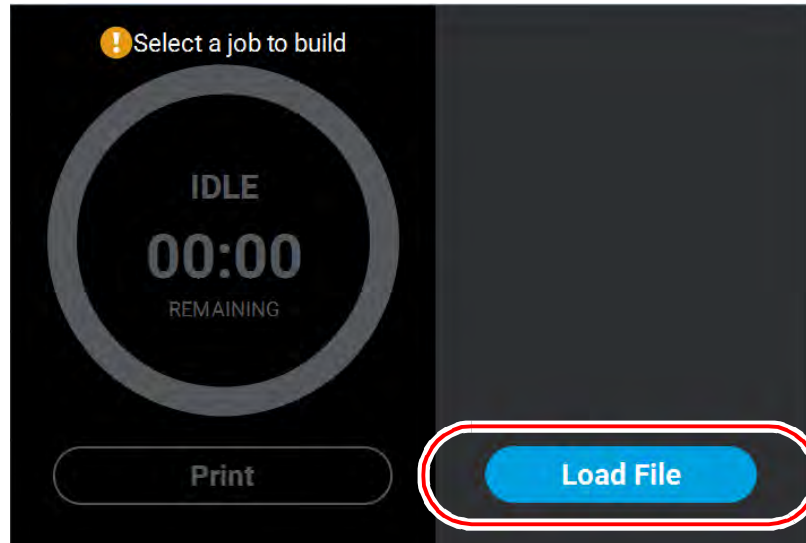 Select a job to build
IDLE
00:00
REMAINING
Print
Load File